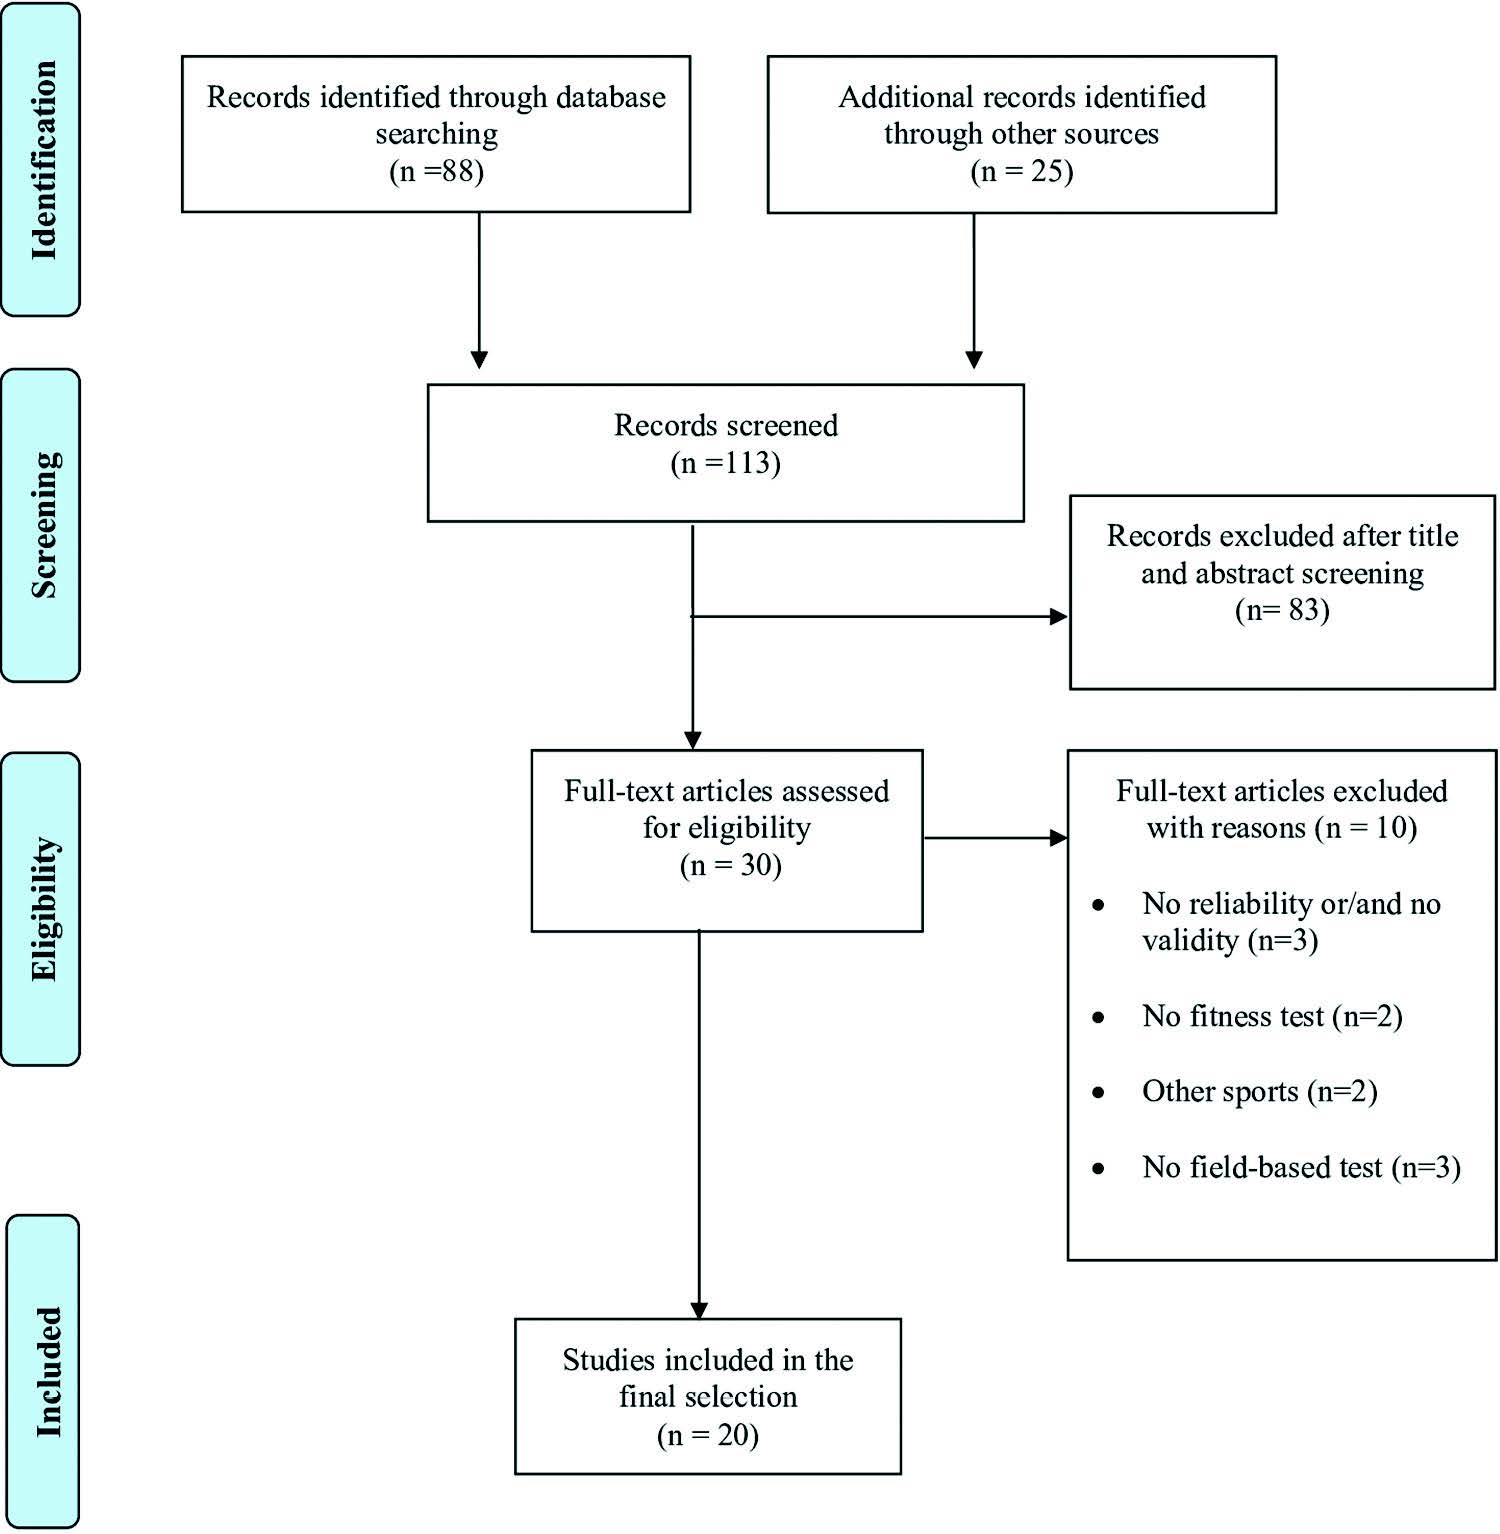 Identification
Records identified through database
searching
(n =88)
Additional records identified
through other sources
(n = 25)
Screening
Records screened
(n =113)
Records excluded after title
and abstract screening
(n= 83)
Eligibility
Full-text articles assessed
for eligibility
(n = 30)
Full-text articles excluded
with reasons (n = 10)
• No reliability or/and no
validity (n=3)
• No fitness test (n=2)
• Other sports (n=2)
• No field-based test (n=3)
Included
Studies included in the
final selection
(n = 20)